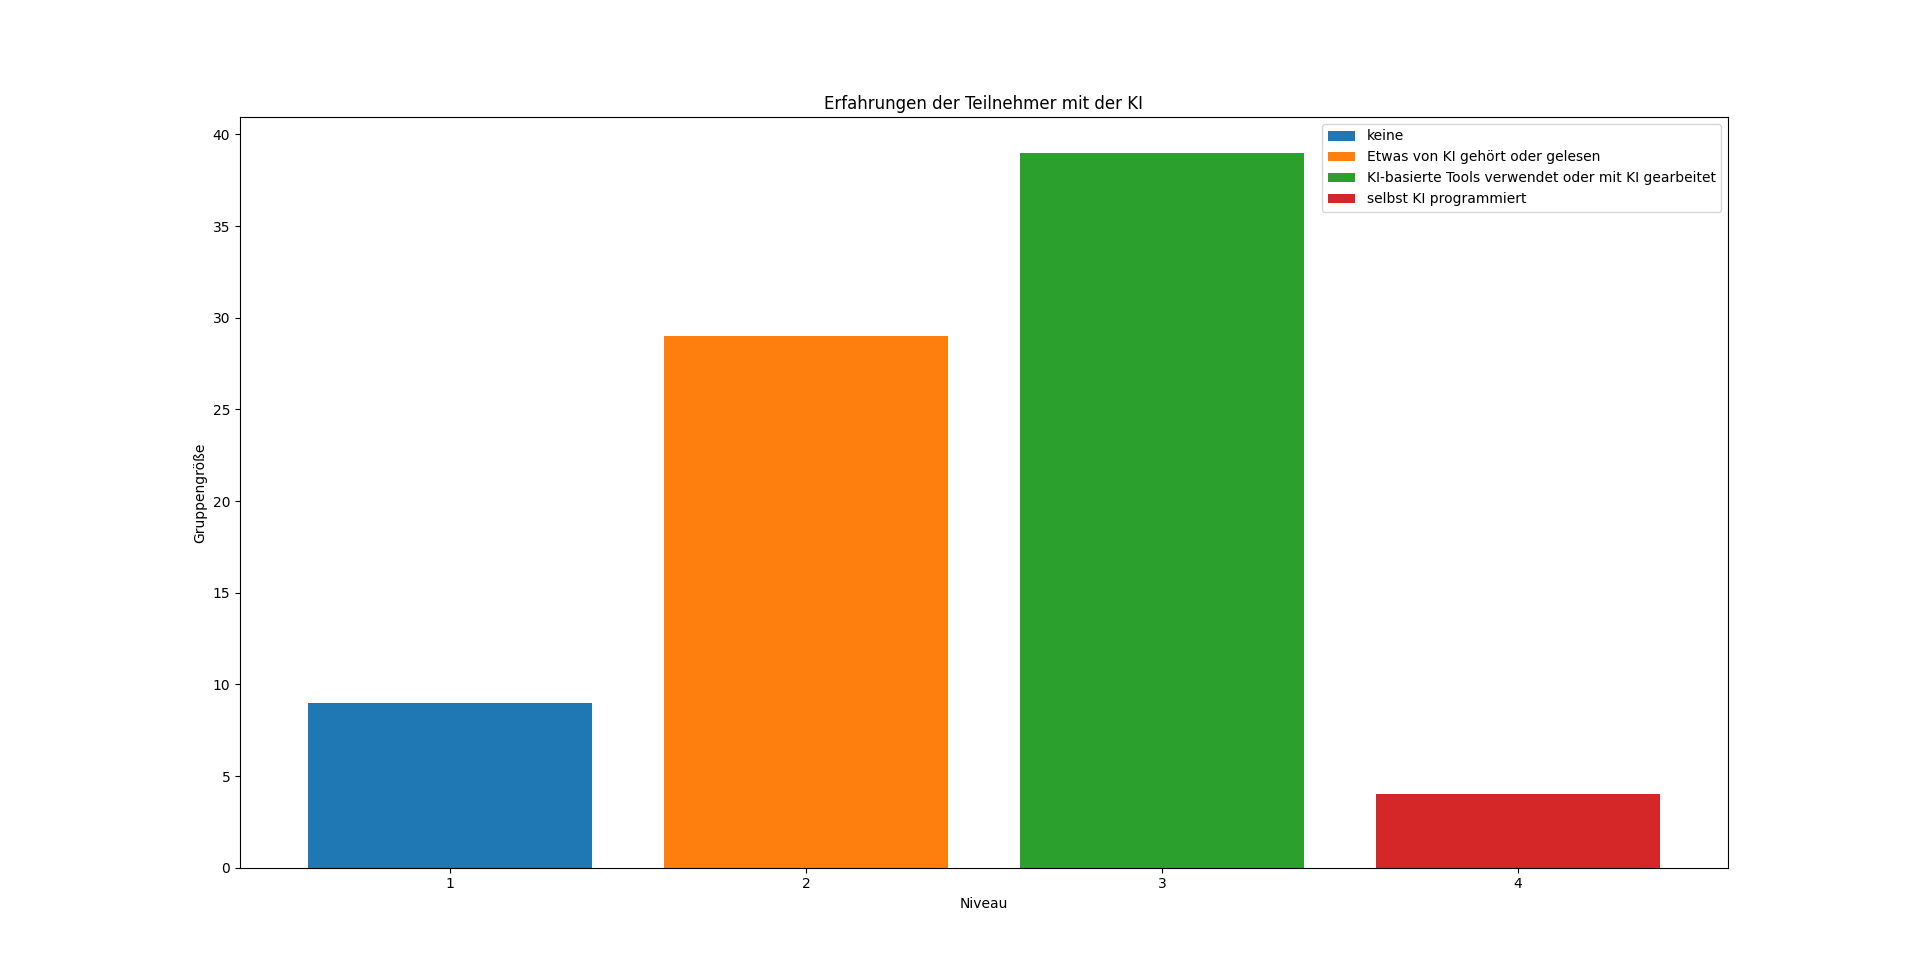 Erfahrungen der Teilnehmer mit der KI
keine
Etwas von KI gehört oder gelesen
KI-basierte Tools verwendet oder mit KI gearbeitet
selbst KI programmiert
40
35
30
25
20
15
10
5
0
Gruppengröße
1 2 3 4
Niveau